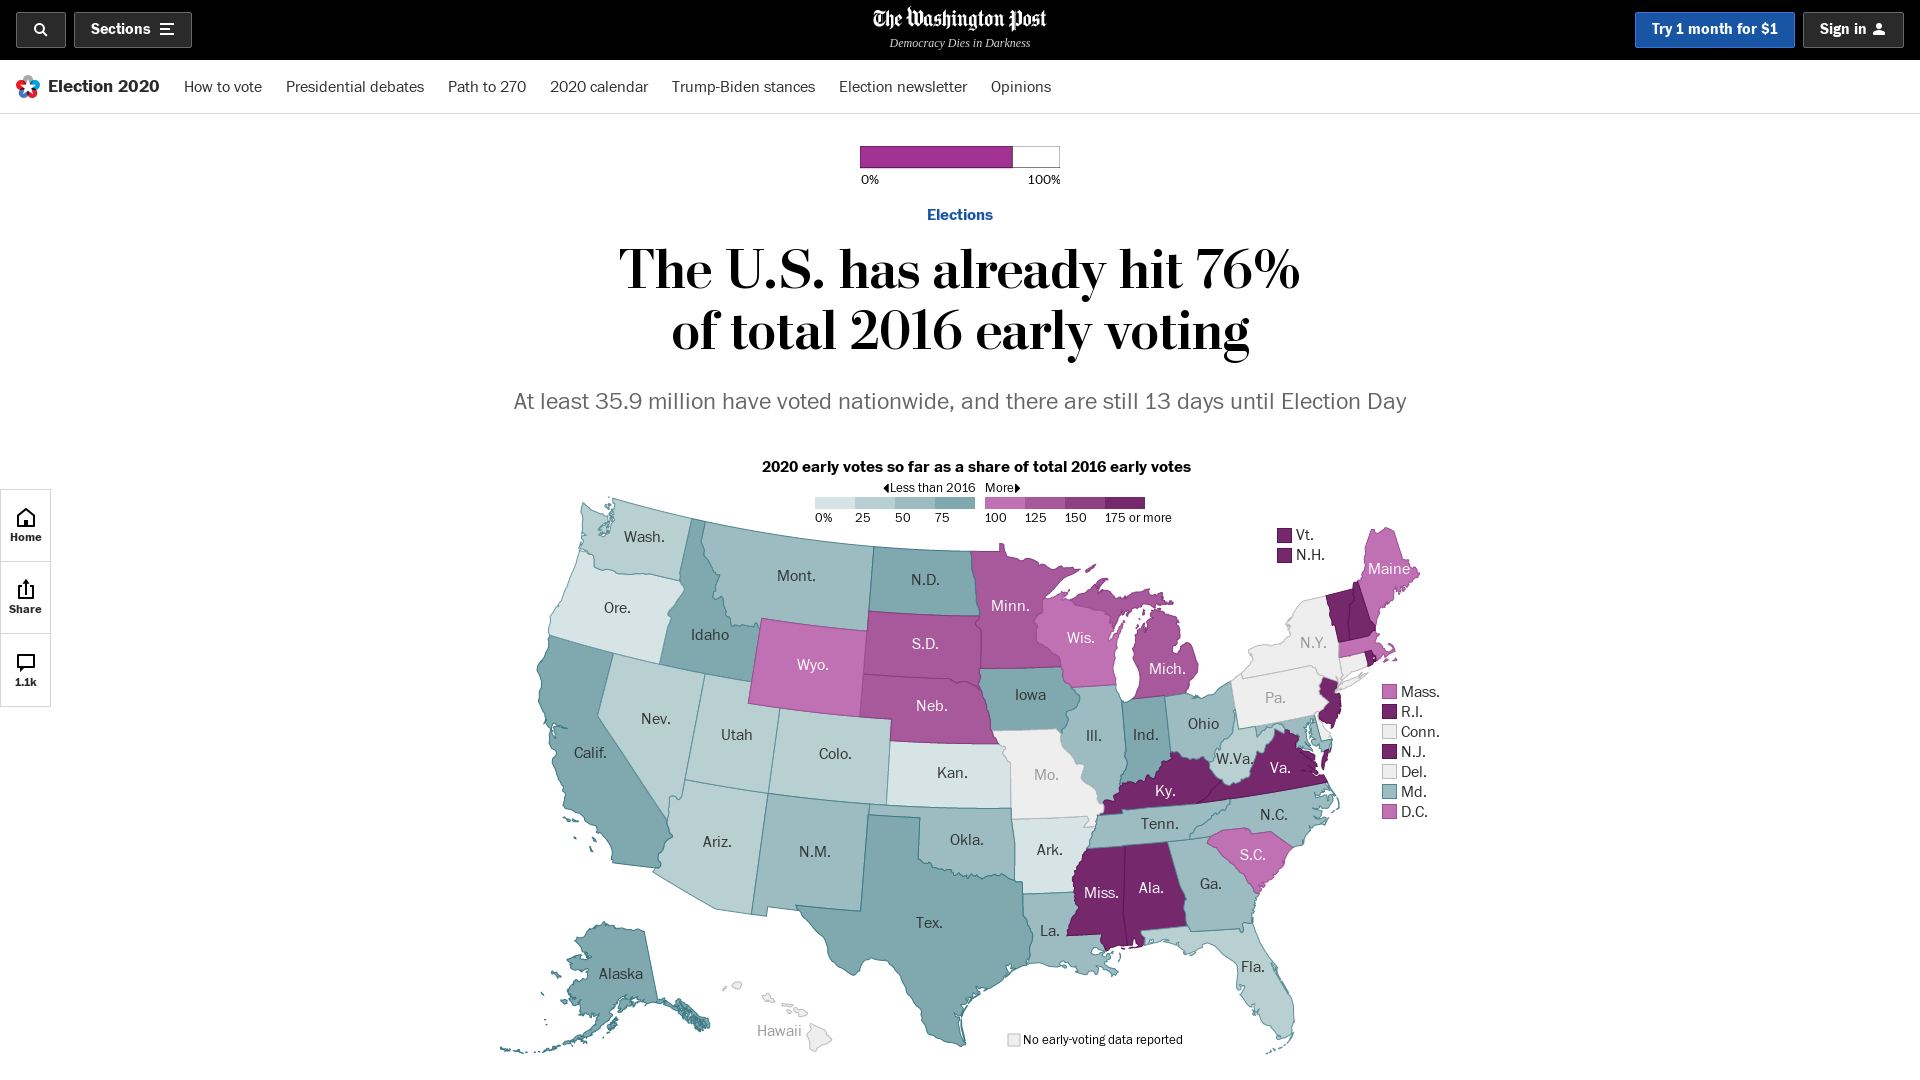 Sections
The Washington Post
Democracy Dies in Darkness
Try 1 month for $1
Sign in
Election 2020
How to vote
Presidential debates
Path to 270
2020 calendar
Trump-Biden stances
Election newsletter
Opinions
0%
100%
Elections
The U.S. has already hit 76%
of total 2016 early voting
At least 35.9 million have voted nationwide, and there are still 13 days until Election Day
Home
Share
1.1k
2020 early votes so far as a share of total 2016 early votes
Less than 2016
More
0%
25
50
75
100
125
150
175 or more
Wash.
Vt.
N.H.
Maine
Mont.
N.D.
Ore.
Minn.
Idaho
S.D.
Wis.
N.Y.
Wyo.
Mich.
Mass.
R.I.
Conn.
N.J.
Del.
Md.
D.C.
Iowa
Pa.
Neb.
Nev.
Ohio
Utah
Ill.
Ind.
Calif.
Colo.
W.Va.
Kan.
Mo.
Va.
Ky.
N.C.
Tenn.
Ariz.
Okla.
N.M.
Ark.
S.C.
Ga.
Miss.
Ala.
Tex.
La.
Fla.
Alaska
Hawaii
No early-voting data reported